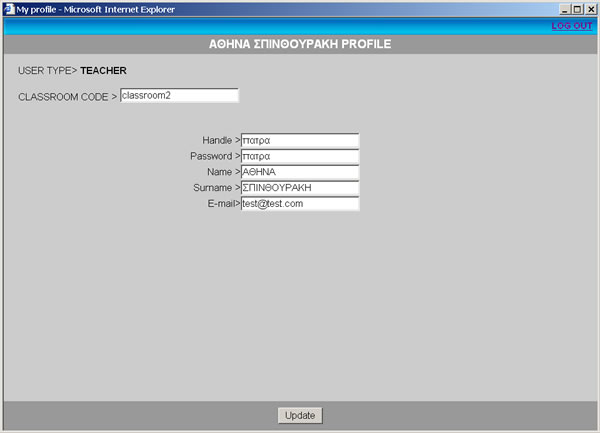 My profile - Microsoft Internet Explorer
LOG OUT
ΑΘΗΝΑ ΣΠΙΝΘΟΥΡΑΚΗ PROFILE
USER TYPE> TEACHER
CLASSROOM CODE > classroom2
Handle > πατρα
Password > πατρα
Name > ΑΘΗΝΑ
Surname > ΣΠΙΝΘΟΥΡΑΚΗ
E-mail> test@test.com
Update